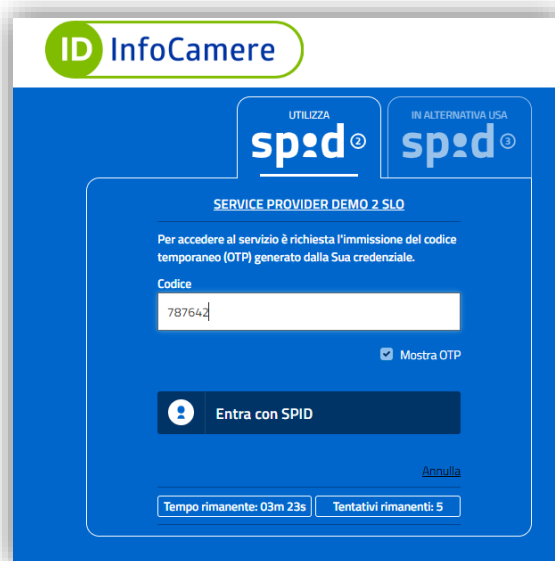 ID InfoCamere
UTILIZZA
spid 2
IN ALTERNATIVA USA
spid 3
SERVICE PROVIDER DEMO 2 SLO
Per accedere al servizio è richiesta l'immissione del codice
temporaneo (OTP) generato dalla Sua credenziale.
Codice
787642
Mostra OTP
Entra con SPID
Annulla
Tempo rimanente: 03m 23s
Tentativi rimanenti: 5